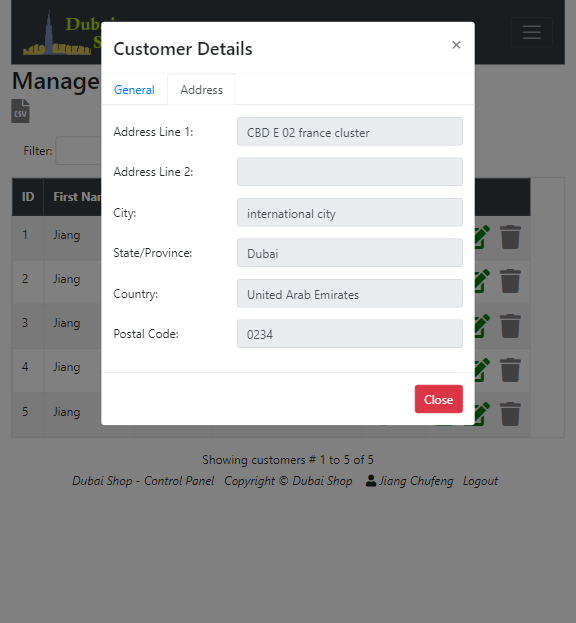 Dubai
S
Customer Details
×
General
Address
Manage
CSV
Address Line 1:
CBD E 02 france cluster
Filter:
Address Line 2:
ID
First Nam
City:
international city
1
Jiang
State/Province:
Dubai
2
Jiang
Country:
United Arab Emirates
3
Jiang
Postal Code:
0234
4
Jiang
5
Jiang
Close
Showing customers # 1 to 5 of 5
Dubai Shop - Control Panel Copyright © Dubai Shop Jiang Chufeng Logout